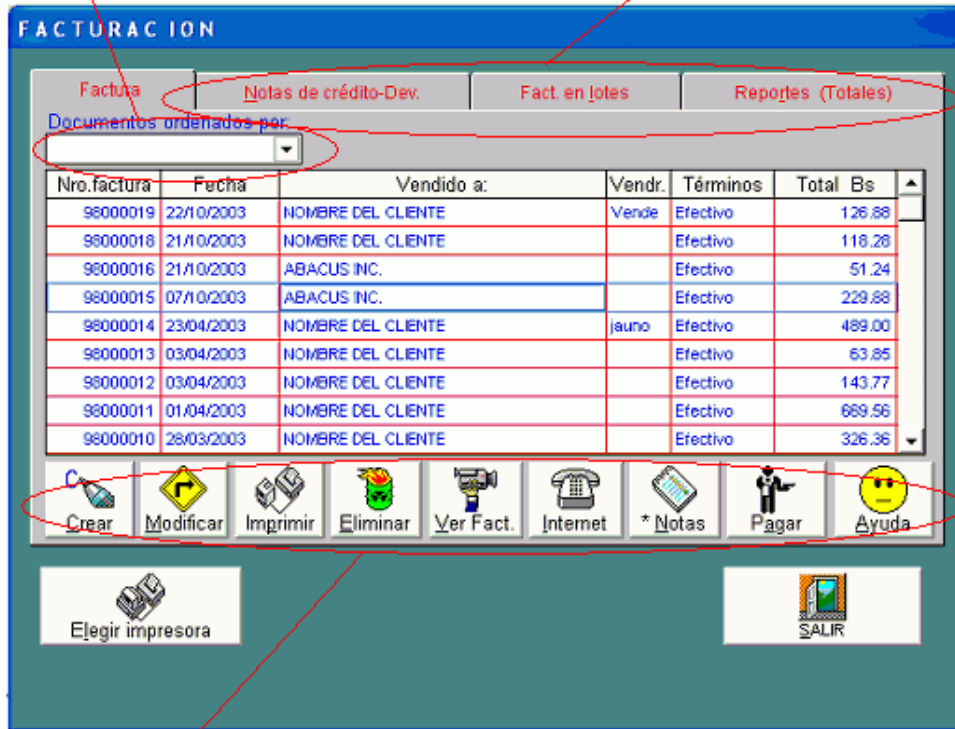 FACTURACION
Factura Notas de crédito-Dev. Fact. en lotes Reportes (Totales)
Documentos ordenados por:
Nro.factura Fecha Vendido a: Vendr. Términos Total Bs
98000019 22/10/2003 NOMBRE DEL CLIENTE Vende Efectivo 126.88
98000018 21/10/2003 NOMBRE DEL CLIENTE Efectivo 118.28
98000016 21/10/2003 ABACUS INC. Efectivo 51.24
98000015 07/10/2003 ABACUS INC. Efectivo 229.88
98000014 23/04/2003 NOMBRE DEL CLIENTE jauno Efectivo 489.00
98000013 03/04/2003 NOMBRE DEL CLIENTE Efectivo 63.85
98000012 03/04/2003 NOMBRE DEL CLIENTE Efectivo 143.77
98000011 01/04/2003 NOMBRE DEL CLIENTE Efectivo 669.56
98000010 28/03/2003 NOMBRE DEL CLIENTE Efectivo 326.36
Crear Modificar Imprimir Eliminar Ver Fact. Internet * Notas Pagar Ayuda
Elegir impresora SALIR